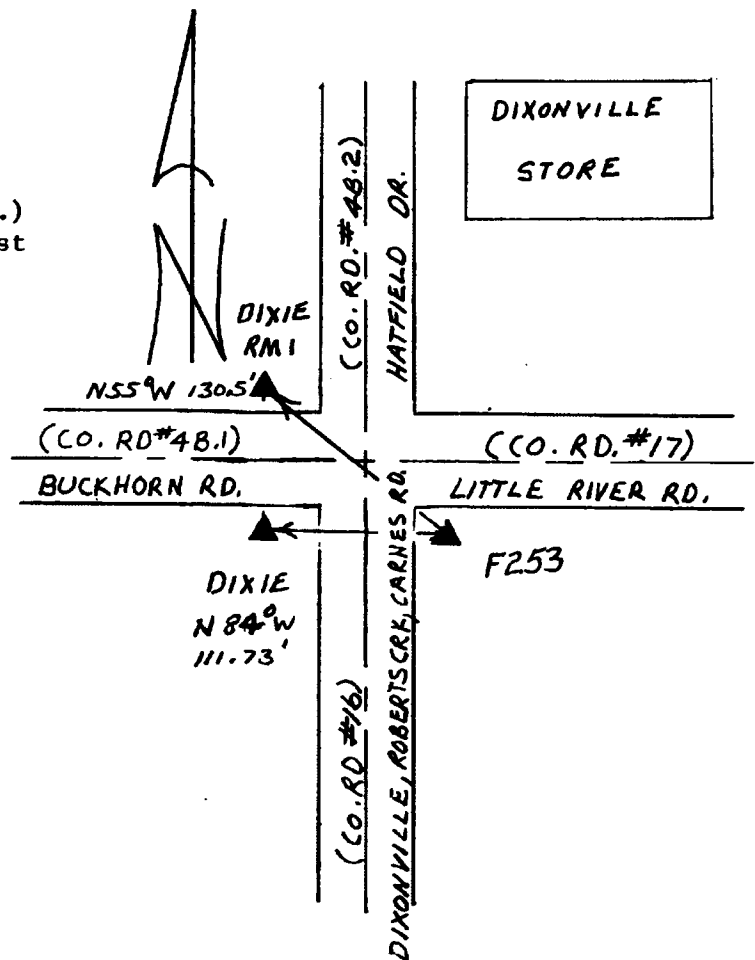 DIXONVILLE
STORE
.)
st
(CO. RD. #48.2)
HATFIELD DR.
DIXIE
RM1
N55°W 130.5'
(CO. RD #48.1)
(CO. RD. #17)
BUCKHORN RD.
LITTLE RIVER RD.
F253
DIXIE
N 84° W
111.73'
(CO. RD #16)
DIXONVILLE, ROBERTS CRK, CARNES RD.